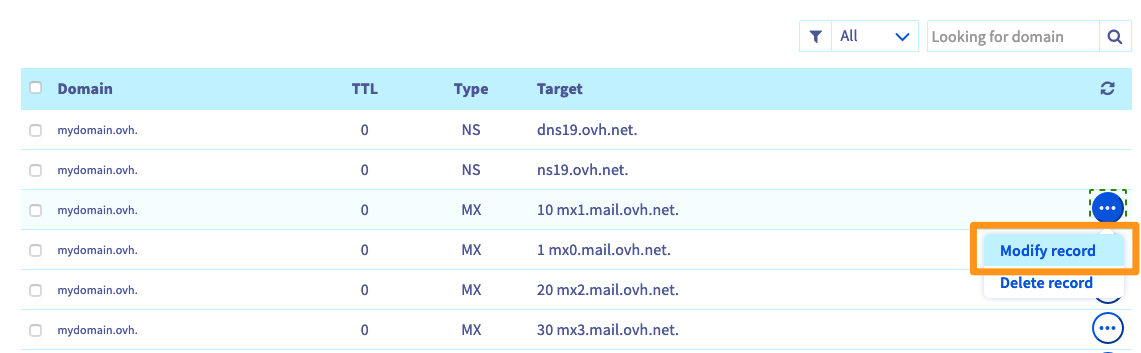 All Looking for domain
Domain TTL Type Target
mydomain.ovh. 0 NS dns19.ovh.net.
mydomain.ovh. 0 NS ns19.ovh.net.
mydomain.ovh. 0 MX 10 mx1.mail.ovh.net.
mydomain.ovh. 0 MX 1 mx0.mail.ovh.net.
Modify record
mydomain.ovh. 0 MX 20 mx2.mail.ovh.net.
Delete record
mydomain.ovh. 0 MX 30 mx3.mail.ovh.net.